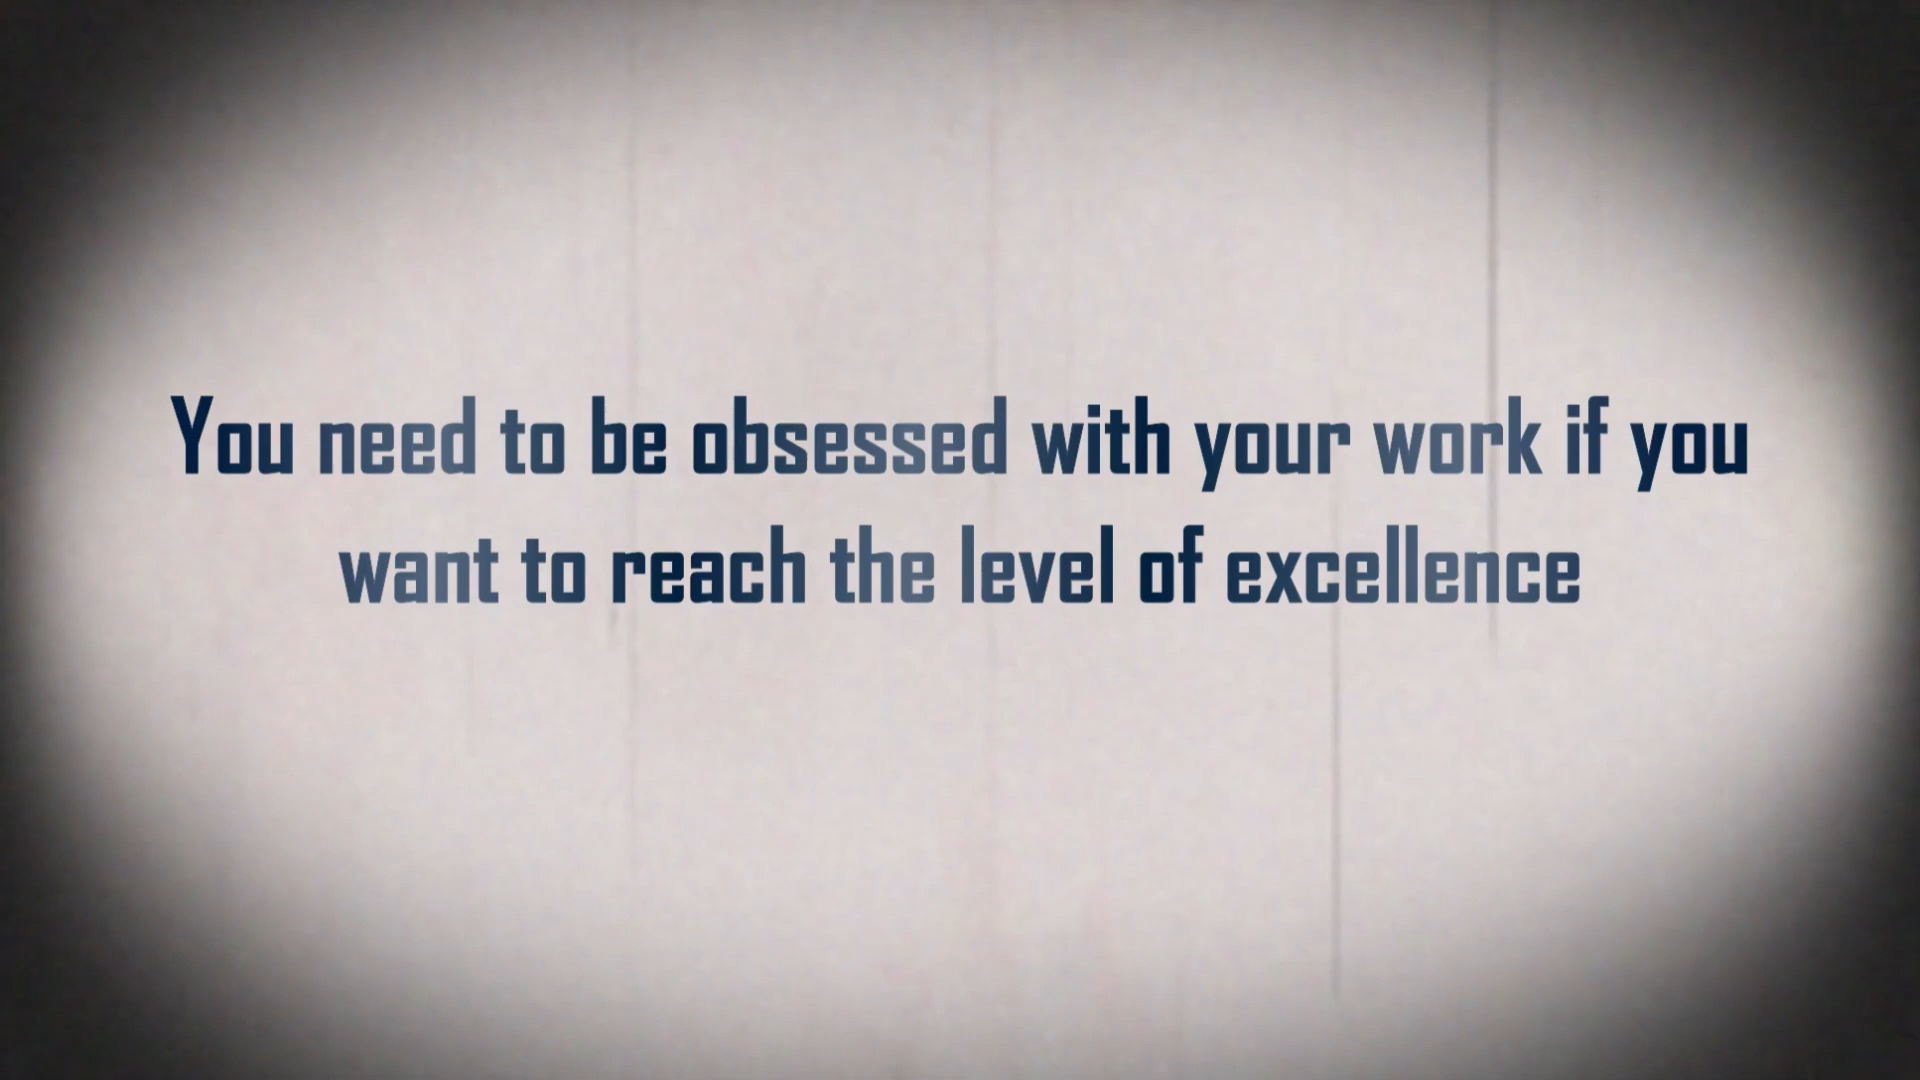 You need to be obsessed with your work if you
want to reach the level of excellence